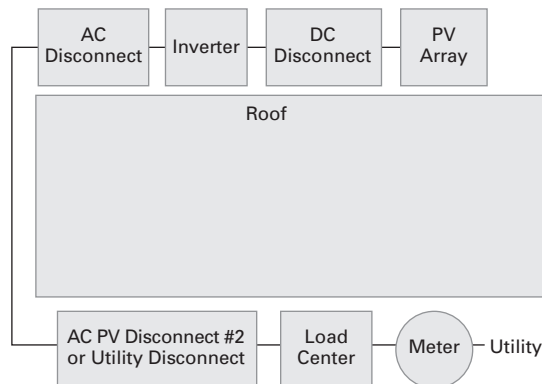 AC
Disconnect
Inverter
DC
Disconnect
PV
Array
Roof
AC PV Disconnect #2
or Utility Disconnect
Load
Center
Meter
Utility